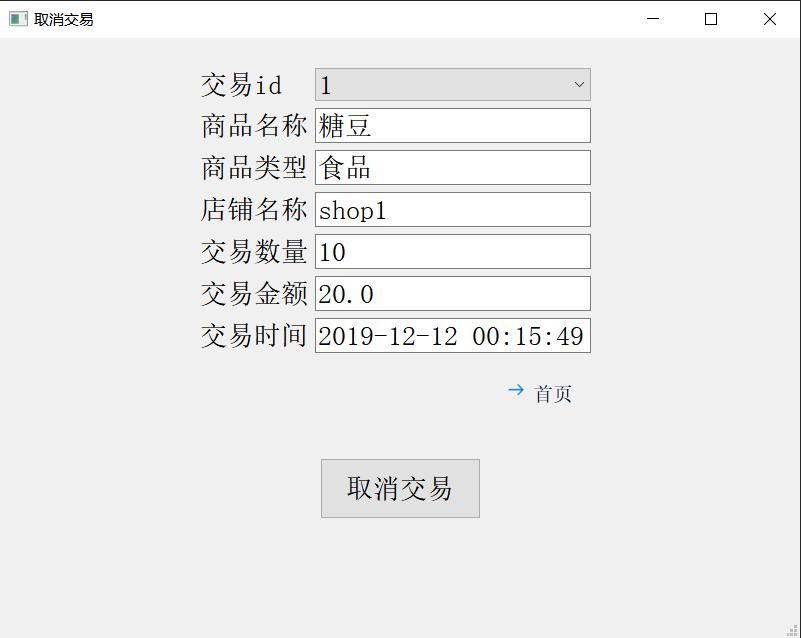 取消交易
交易id 1
商品名称 糖豆
商品类型 食品
店铺名称 shop1
交易数量 10
交易金额 20.0
交易时间 2019-12-12 00:15:49
→ 首页
取消交易